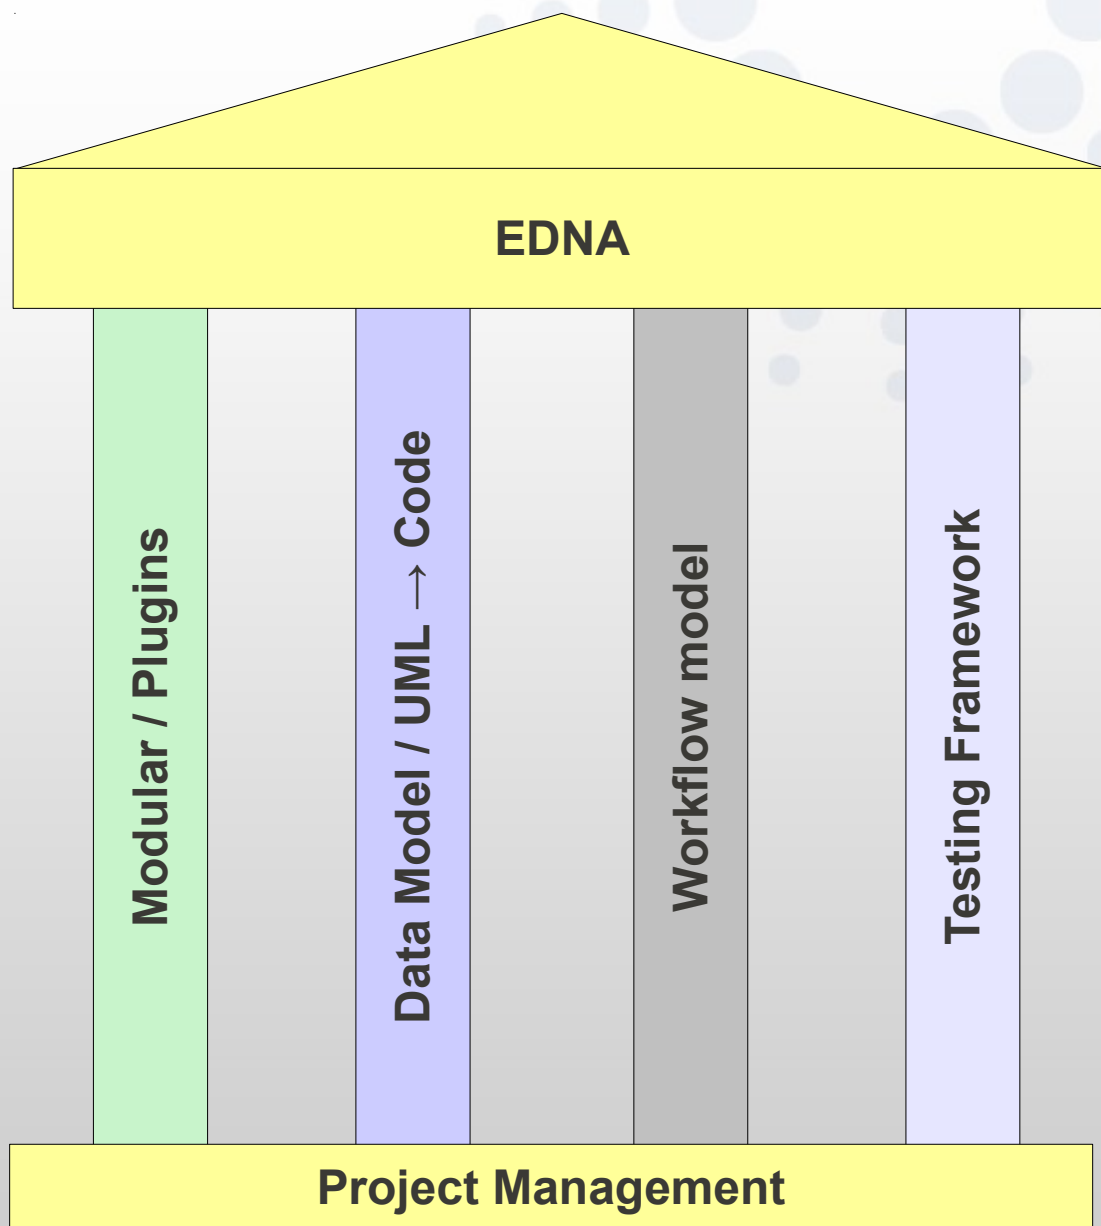 EDNA
Modular / Plugins
Data Model / UML → Code
Workflow model
Testing Framework
Project Management